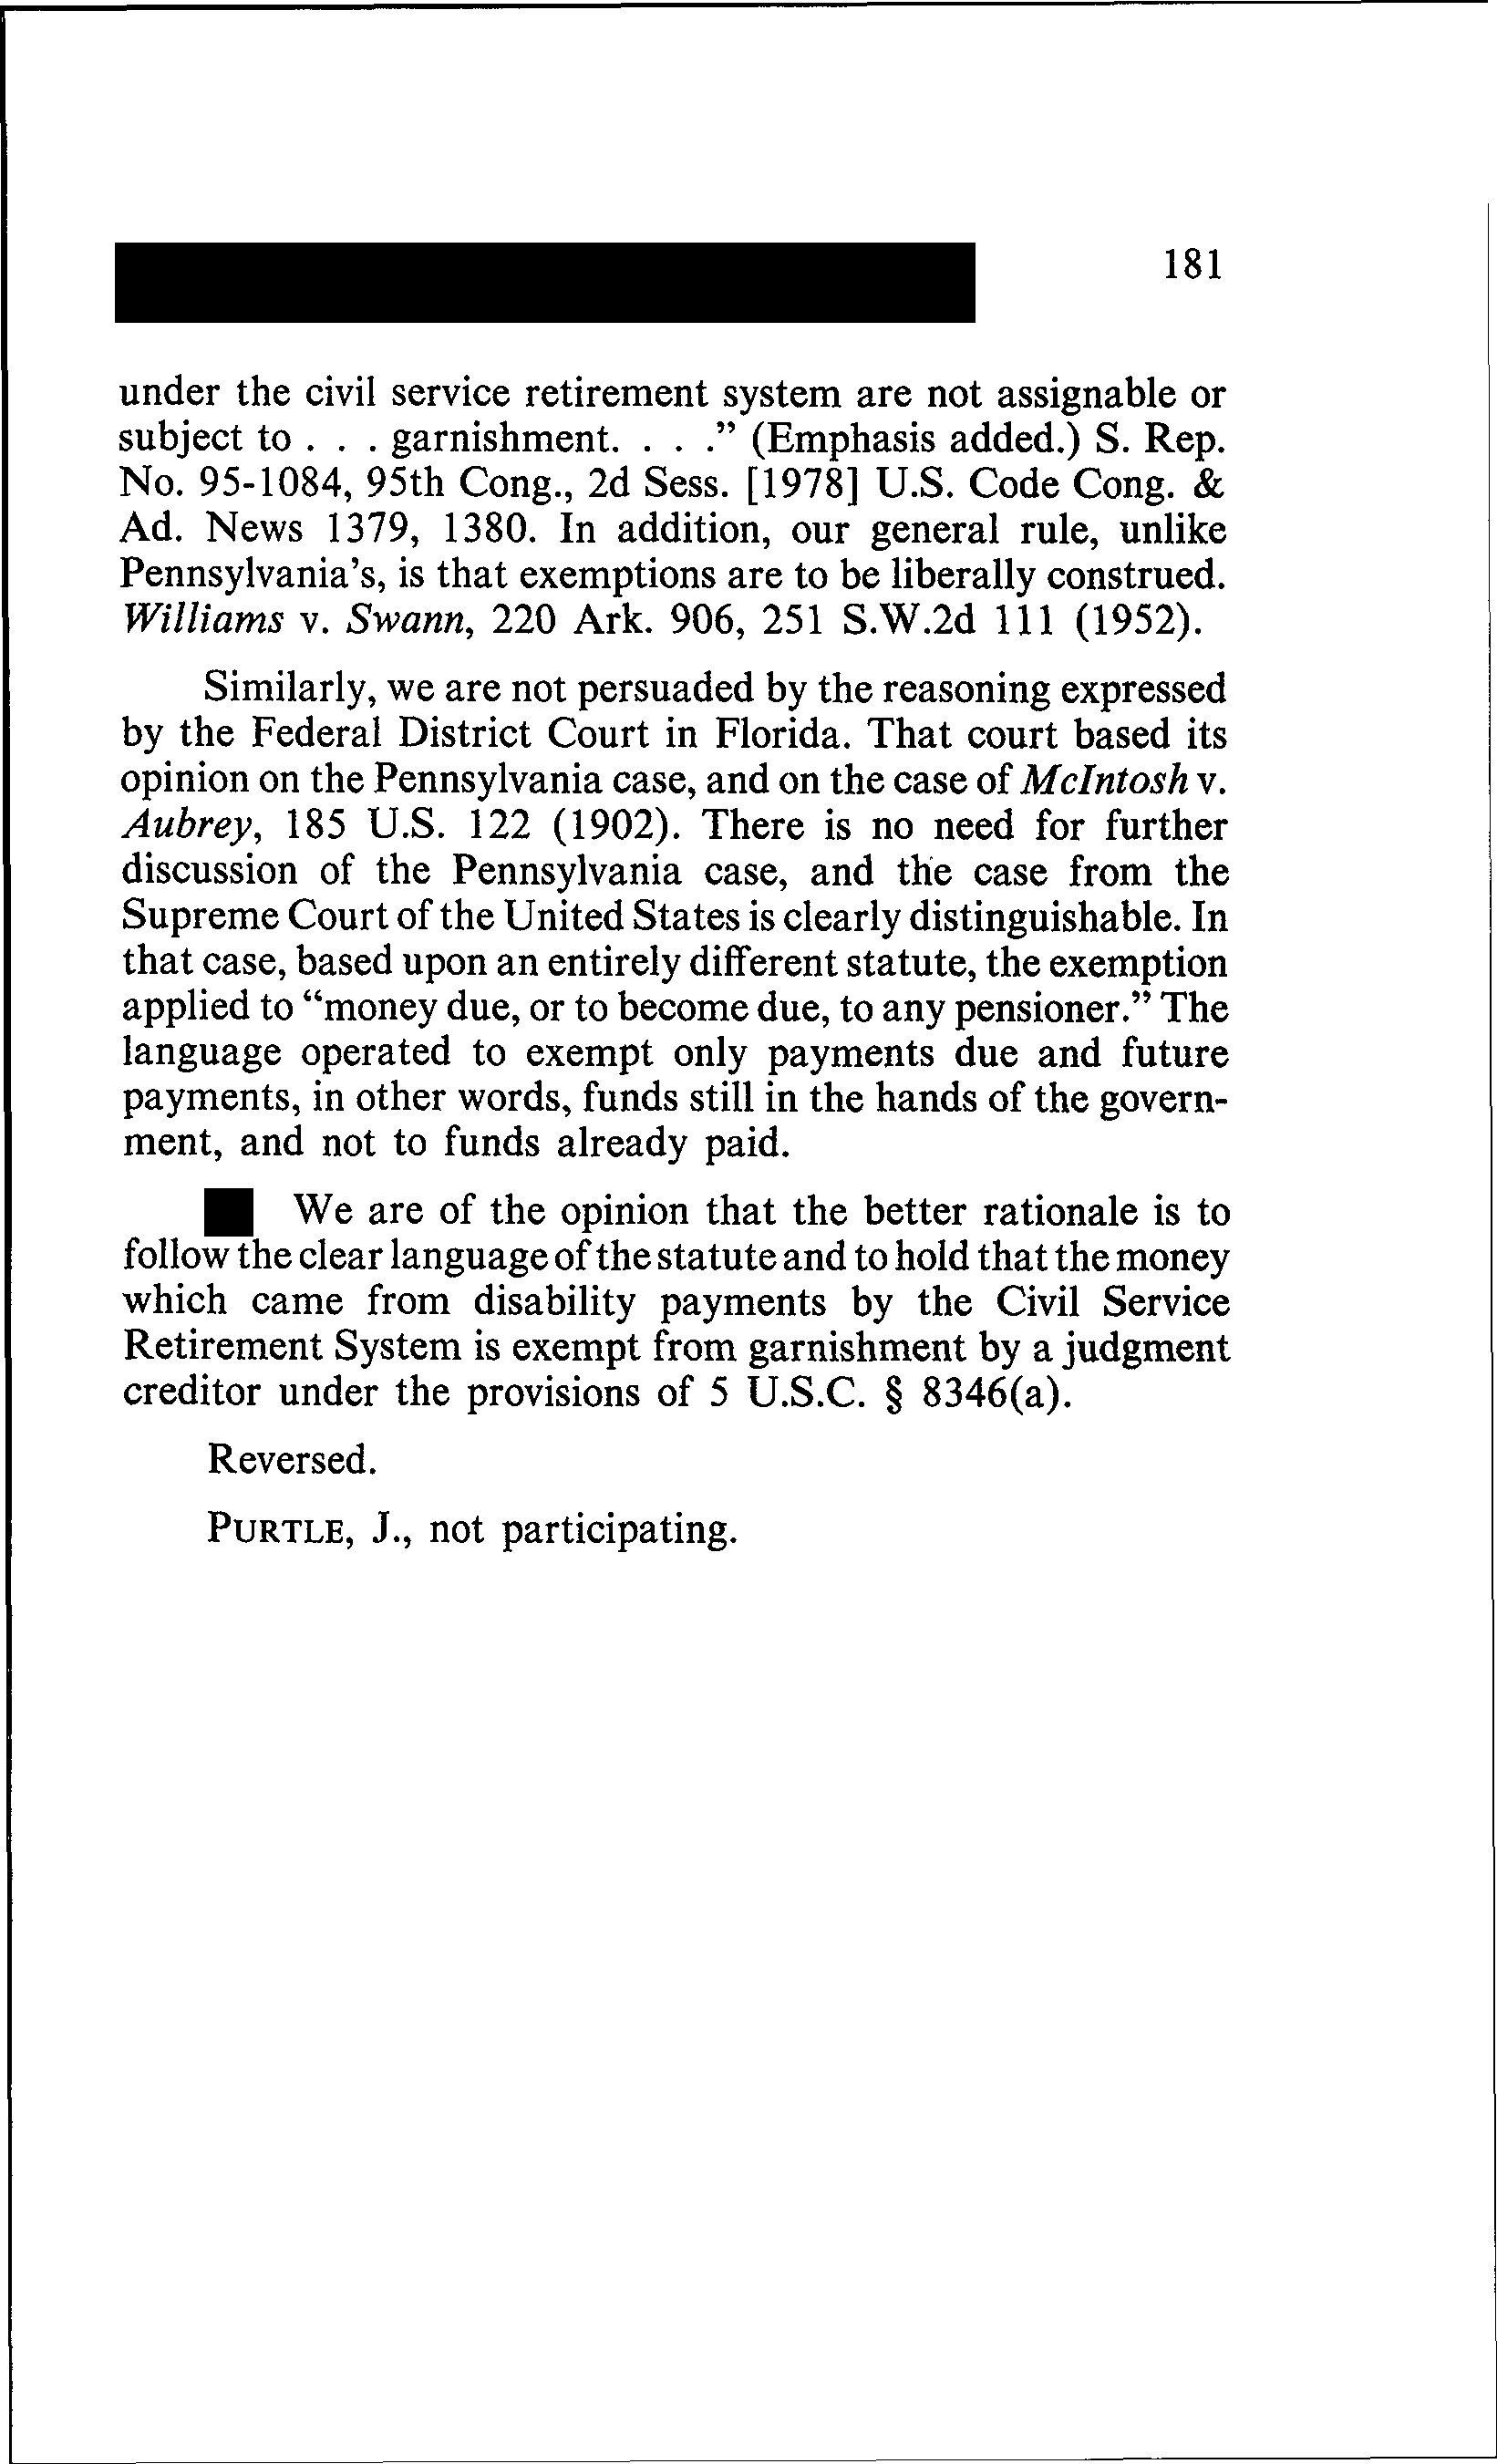 181
under the civil service retirement system are not assignable or
subject to . . . garnishment. . . ." (Emphasis added.) S. Rep.
No. 95-1084, 95th Cong., 2d Sess. [1978] U.S. Code Cong. &
Ad. News 1379, 1380. In addition, our general rule, unlike
Pennsylvania's, is that exemptions are to be liberally construed.
Williams v. Swann, 220 Ark. 906, 251 S.W.2d 111 (1952).
Similarly, we are not persuaded by the reasoning expressed
by the Federal District Court in Florida. That court based its
opinion on the Pennsylvania case, and on the case of McIntosh v.
Aubrey, 185 U.S. 122 (1902). There is no need for further
discussion of the Pennsylvania case, and the case from the
Supreme Court of the United States is clearly distinguishable. In
that case, based upon an entirely different statute, the exemption
applied to "money due, or to become due, to any pensioner." The
language operated to exempt only payments due and future
payments, in other words, funds still in the hands of the govern-
ment, and not to funds already paid.
We are of the opinion that the better rationale is to
follow the clear language of the statute and to hold that the money
which came from disability payments by the Civil Service
Retirement System is exempt from garnishment by a judgment
creditor under the provisions of 5 U.S.C. § 8346(a).
Reversed.
PURTLE, J., not participating.